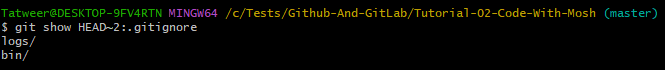 Tatweer@DESKTOP-9FV4RTN MINGW64 /c/Tests/Github-And-GitLab/Tutorial-02-Code-With-Mosh (master)
$ git show HEAD~2:.gitignore
logs/
bin/